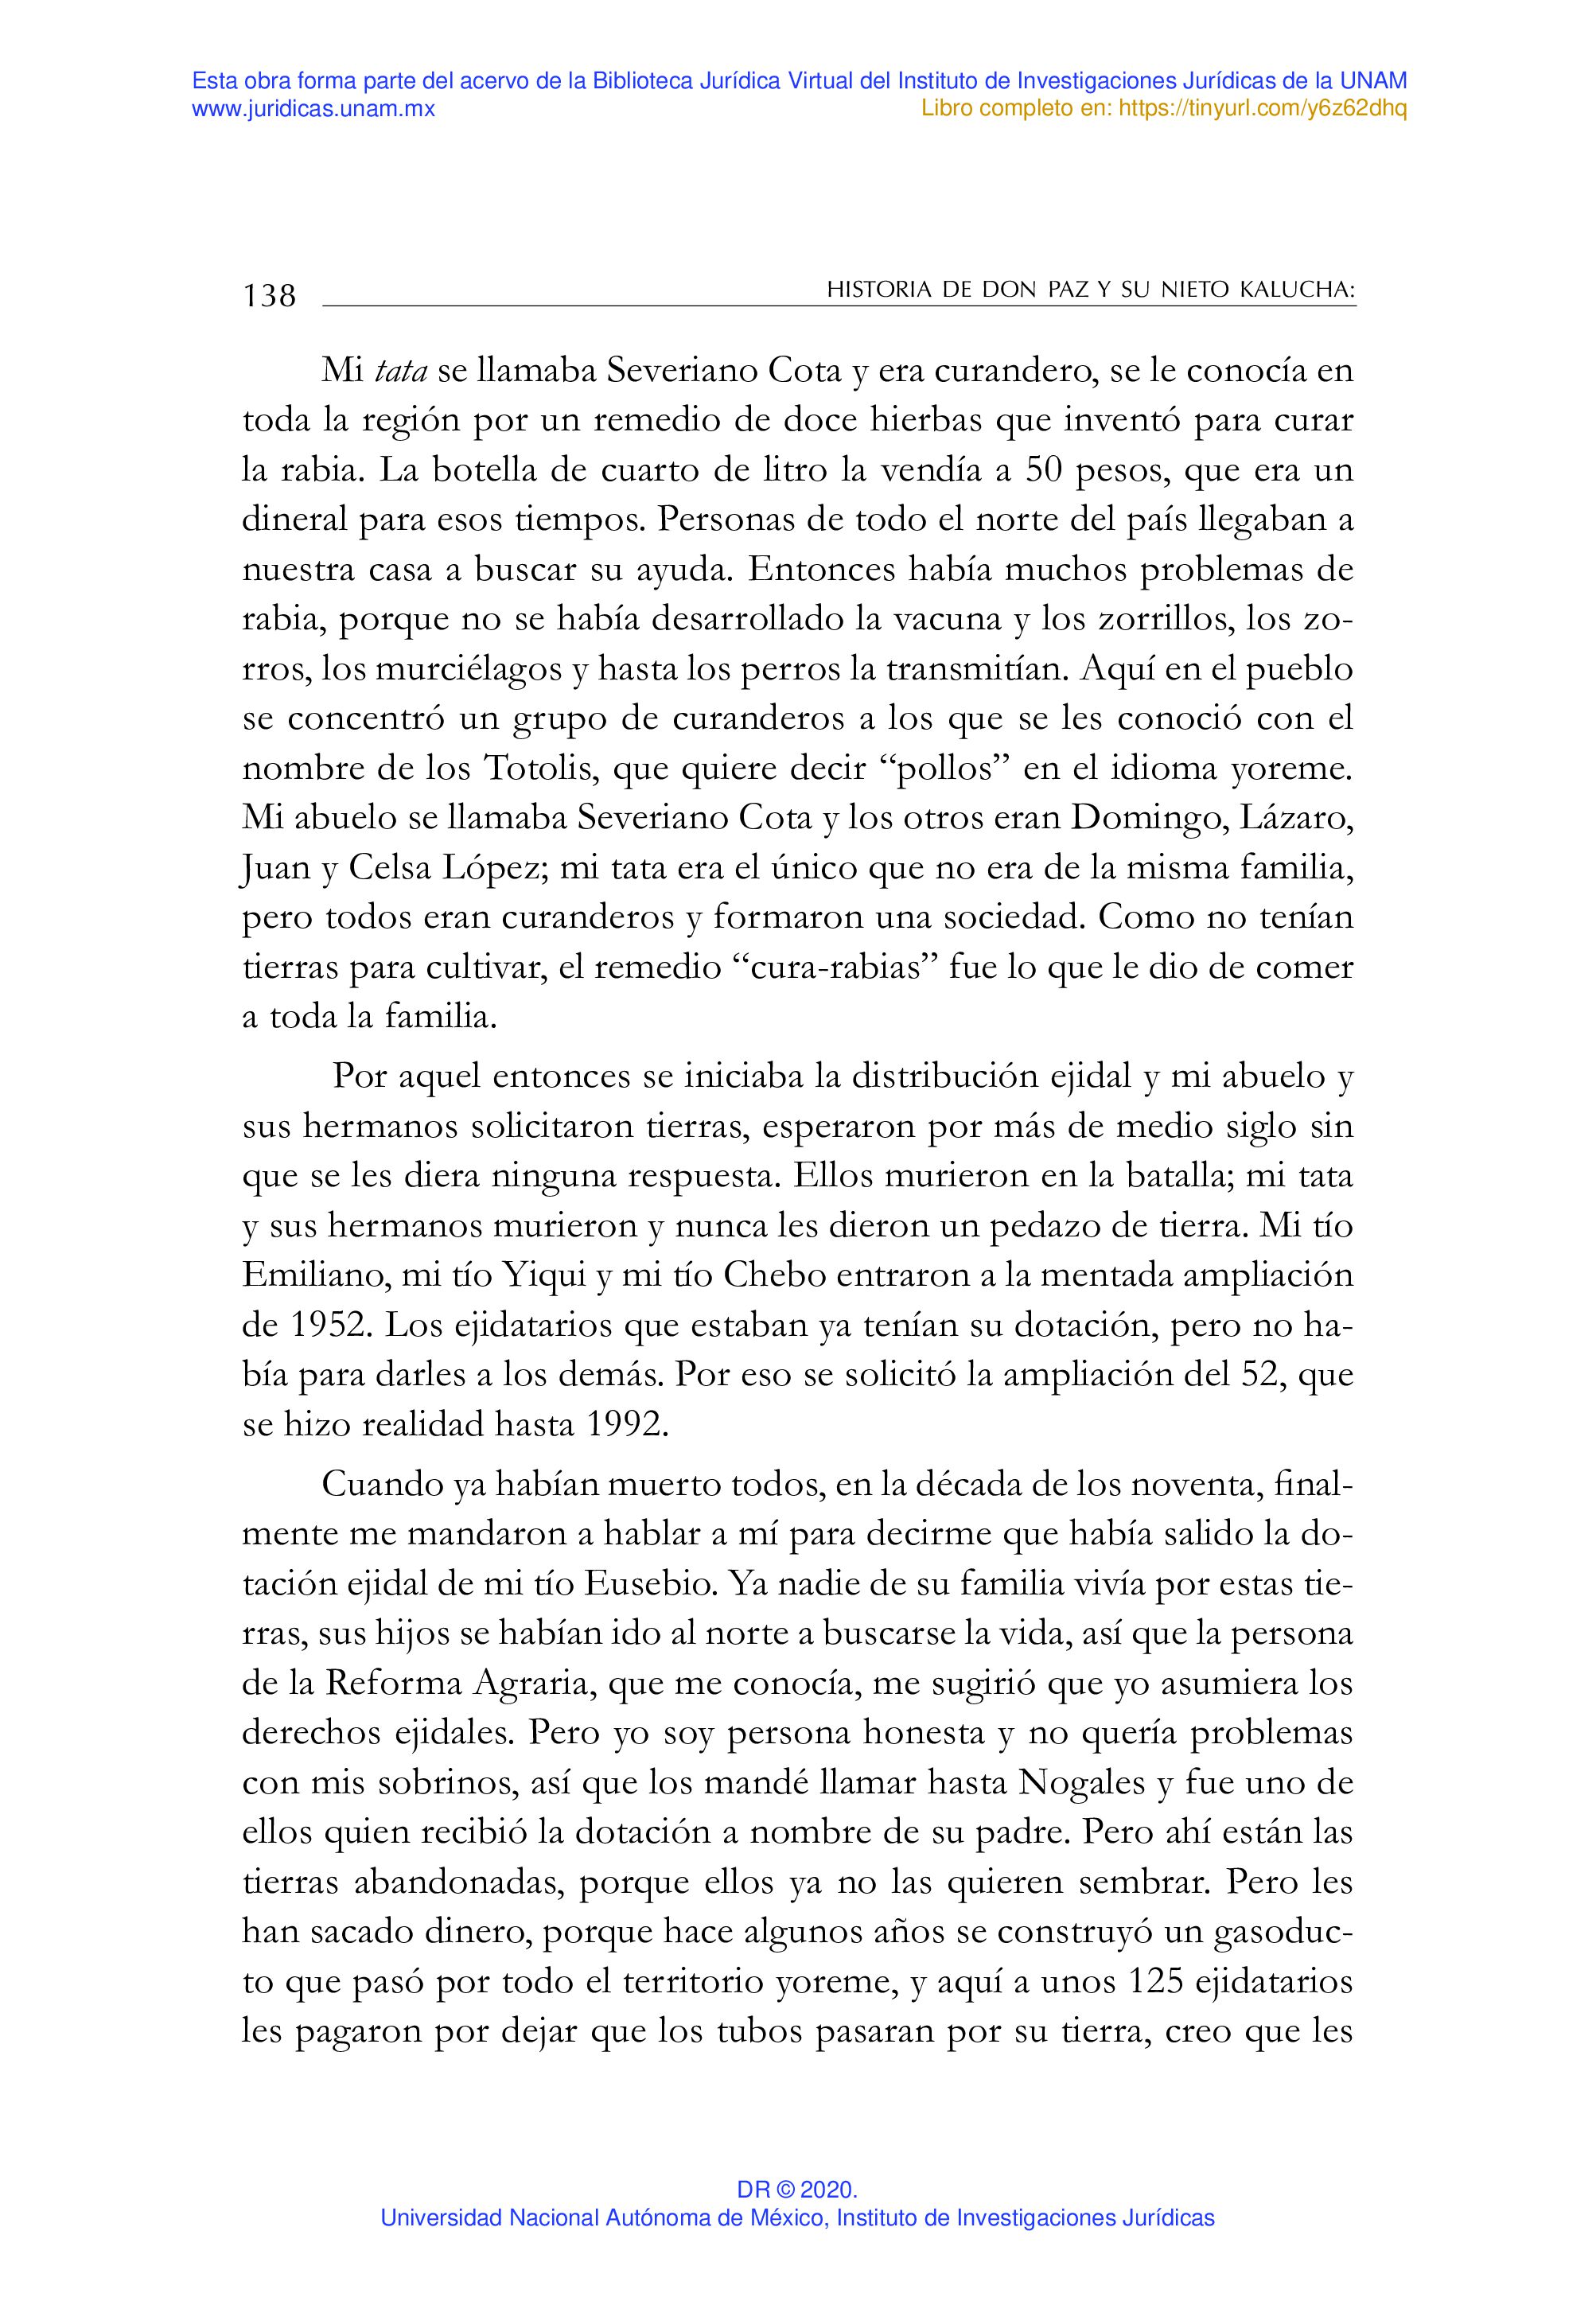 Esta obra forma parte del acervo de la Biblioteca Jurídica Virtual del Instituto de Investigaciones Jurídicas de la UNAM
www.juridicas.unam.mx
Libro completo en: https://tinyurl.com/y6z62dhq
138
HISTORIA DE DON PAZ Y SU NIETO KALUCHA:
Mi tata se llamaba Severiano Cota y era curandero, se le conocía en
toda la región por un remedio de doce hierbas que inventó para curar
la rabia. La botella de cuarto de litro la vendía a 50 pesos, que era un
dineral para esos tiempos. Personas de todo el norte del país llegaban a
nuestra casa a buscar su ayuda. Entonces había muchos problemas de
rabia, porque no se había desarrollado la vacuna y los zorrillos, los zo-
rros, los murciélagos y hasta los perros la transmitían. Aquí en el pueblo
se concentró un grupo de curanderos a los que se les conoció con el
nombre de los Totolis, que quiere decir “pollos” en el idioma yoreme.
Mi abuelo se llamaba Severiano Cota y los otros eran Domingo, Lázaro,
Juan y Celsa López; mi tata era el único que no era de la misma familia,
pero todos eran curanderos y formaron una sociedad. Como no tenían
tierras para cultivar, el remedio “cura-rabias” fue lo que le dio de comer
a toda la familia.
Por aquel entonces se iniciaba la distribución ejidal y mi abuelo y
sus hermanos solicitaron tierras, esperaron por más de medio siglo sin
que se les diera ninguna respuesta. Ellos murieron en la batalla; mi tata
y sus hermanos murieron y nunca les dieron un pedazo de tierra. Mi tío
Emiliano, mi tío Yiqui y mi tío Chebo entraron a la mentada ampliación
de 1952. Los ejidatarios que estaban ya tenían su dotación, pero no ha-
bía para darles a los demás. Por eso se solicitó la ampliación del 52, que
se hizo realidad hasta 1992.
Cuando ya habían muerto todos, en la década de los noventa, final-
mente me mandaron a hablar a mí para decirme que había salido la do-
tación ejidal de mi tío Eusebio. Ya nadie de su familia vivía por estas tie-
rras, sus hijos se habían ido al norte a buscarse la vida, así que la persona
de la Reforma Agraria, que me conocía, me sugirió que yo asumiera los
derechos ejidales. Pero yo soy persona honesta y no quería problemas
con mis sobrinos, así que los mandé llamar hasta Nogales y fue uno de
ellos quien recibió la dotación a nombre de su padre. Pero ahí están las
tierras abandonadas, porque ellos ya no las quieren sembrar. Pero les
han sacado dinero, porque hace algunos años se construyó un gasoduc-
to que pasó por todo el territorio yoreme, y aquí a unos 125 ejidatarios
les pagaron por dejar que los tubos pasaran por su tierra, creo que les
DR © 2020.
Universidad Nacional Autónoma de México, Instituto de Investigaciones Jurídicas